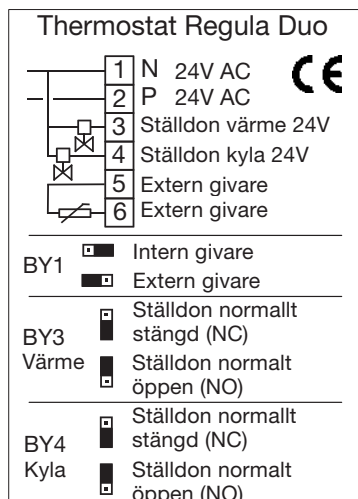 Thermostat Regula Duo
1 N 24V AC CE
2 P 24V AC
3 Ställdon värme 24V
4 Ställdon kyla 24V
5 Extern givare
6 Extern givare
BY1
Intern givare
Extern givare
BY3
Värme
Ställdon normallt
stängd (NC)
Ställdon normalt
öppen (NO)
BY4
Kyla
Ställdon normallt
stängd (NC)
Ställdon normalt
öppen (NO)